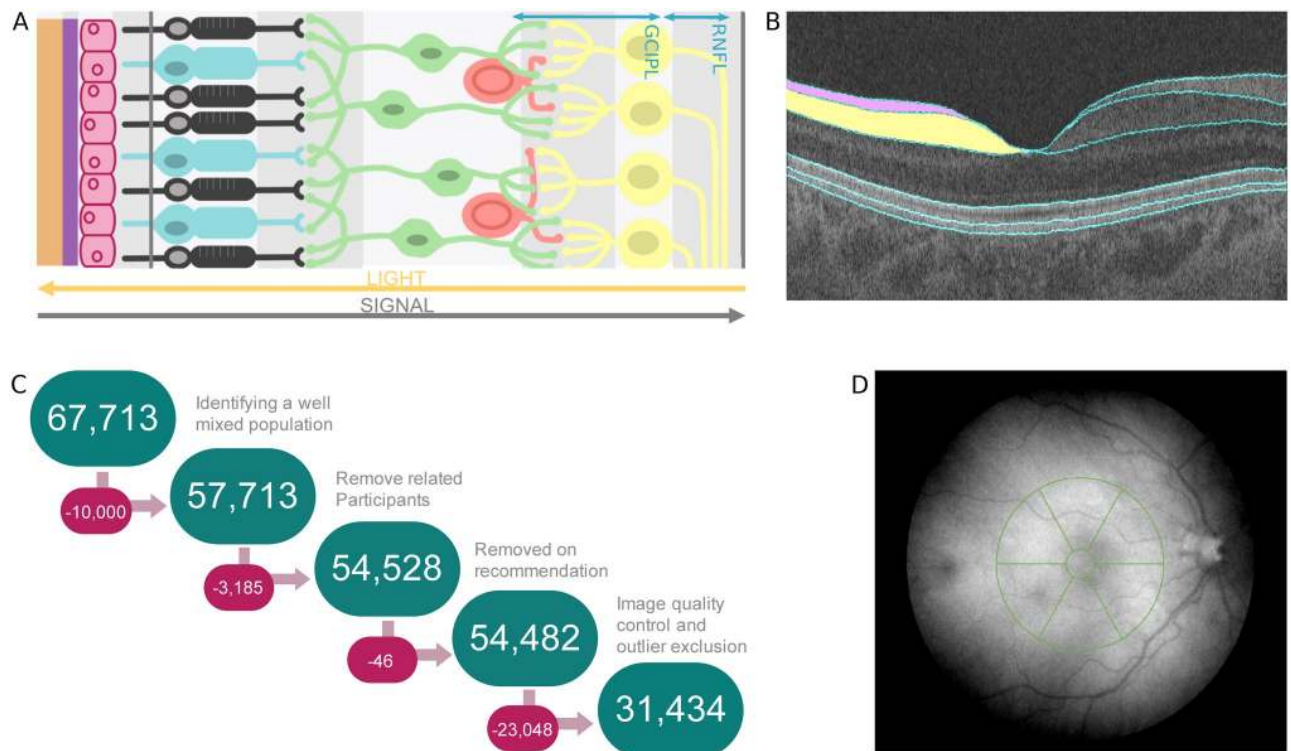 A
GCIPL
RNFL
LIGHT
SIGNAL
B
C
67,713
Identifying a well
mixed population
-10,000
57,713
Remove related
Participants
-3,185
54,528
Removed on
recommendation
-46
54,482
Image quality
control and
outlier exclusion
-23,048
31,434
D